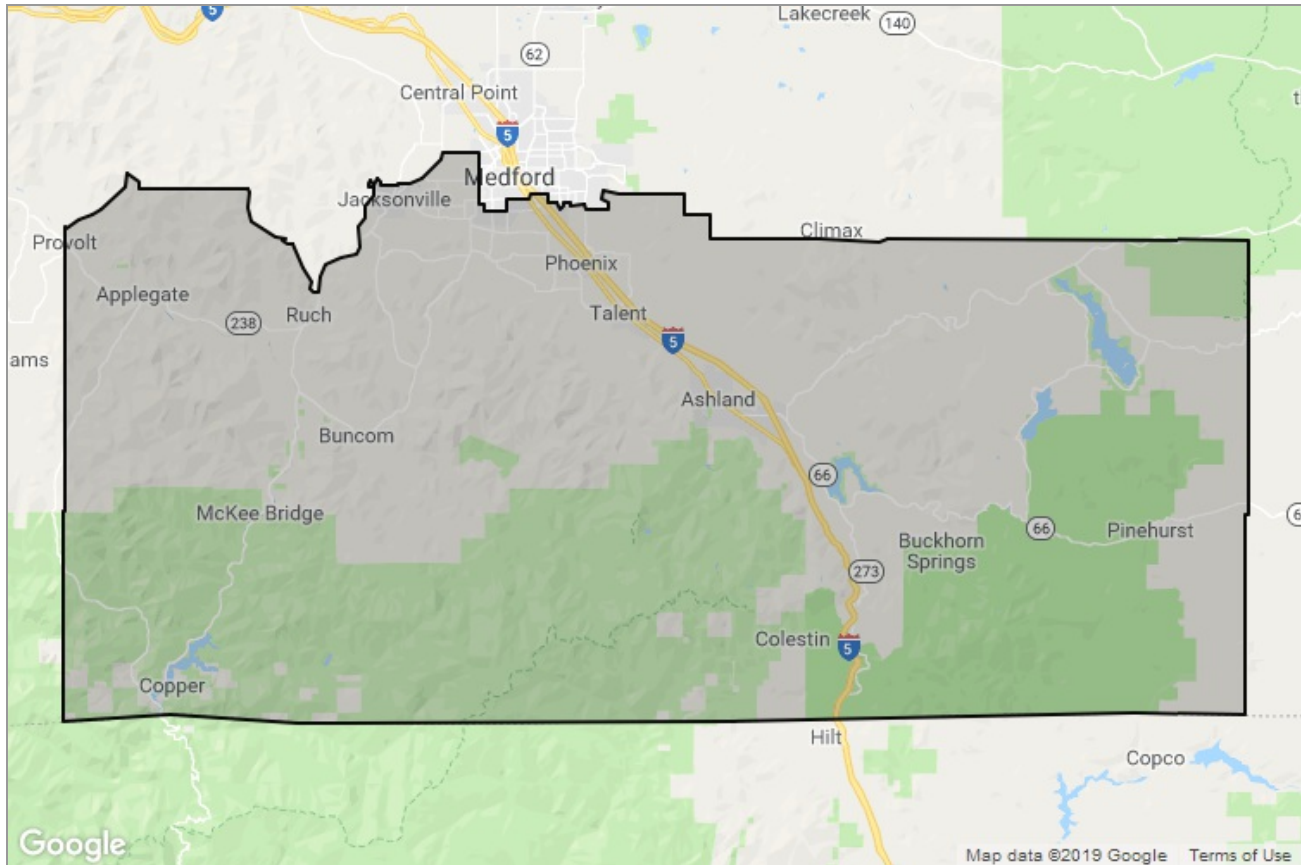 5
Lakecreek
140
62
Central Point
5
Medford
Jacksonville
Climax
Provolt
Phoenix
Applegate
Ruch
Talent
238
5
ams
Ashland
Buncom
66
McKee Bridge
66
Pinehurst
Buckhorn
Springs
273
Colestin
5
Copper
Hilt
Copco
Google
Map data ©2019 Google
Terms of Use